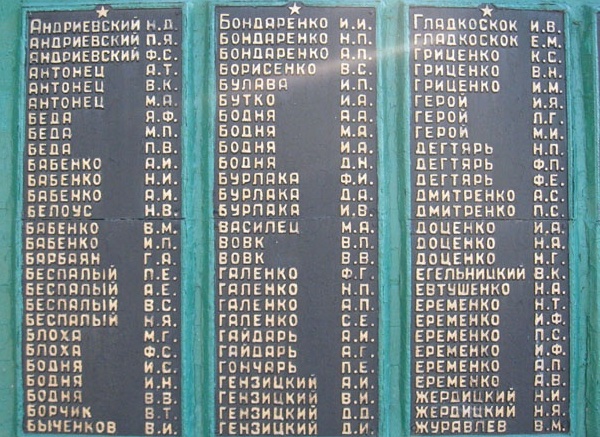 Андриевский Н.Д.
Андриевский П.Я.
Андриевский Ф.С.
Антонец А.Т.
Антонец В.К.
Антонец М.А.
Беда Я.Ф.
Беда М.П.
Беда П.В.
Бабенко А.И.
Бабенко Н.И.
Бабенко А.И.
Белоус Н.В.
Бабенко В.М.
Бабенко И.П.
Барбаан Г.А.
Беспалый П.Е.
Беспалый А.Е.
Беспалый В.С.
Беспалый Н.Я.
Блоха М.Г.
Блоха Ф.С.
Бодня И.С.
Бодня И.Н.
Бодня В.В.
Борчик В.Т.
Быченков В.И.
Бондаренко И.И.
Бондаренко Н.П.
Бондаренко А.П.
Борисенко В.С.
Булава И.П.
Бутко И.А.
Бодня А.А.
Бодня М.А.
Бодня И.А.
Бодня Д.Н.
Бурлака Ф.И.
Бурлака Д.А.
Бурлака И.В.
Василец М.А.
Вовк В.П.
Вовк В.В.
Галенко Ф.Г.
Галенко Н.П.
Галенко А.П.
Галенко С.Е.
Гайдарь А.И.
Гайдарь А.Г.
Гончарь П.Е.
Гензицкий А.И.
Гензицкий В.И.
Гензицкий Д.Д.
Гензицкий Д.И.
Гладкоскок И.В.
Гладкоскок Е.М.
Гриценко К.С.
Гриценко В.Н.
Гриценко И.М.
Герой И.Я.
Герой Л.Г.
Герой М.И.
Дегтярь Н.П.
Дегтярь Ф.П.
Дегтярь Ф.Е.
Дмитренко А.С.
Дмитренко П.С.
Доценко И.А.
Доценко Н.А.
Доценко Н.Г.
Егельницкий В.К.
Евтушенко Н.А.
Еременко Н.Т.
Еременко И.Ф.
Еременко П.С.
Еременко И.Ф.
Еременко А.П.
Еременко А.В.
Жердицкий Н.И.
Жердицкий Н.Я.
Журавлев В.М.